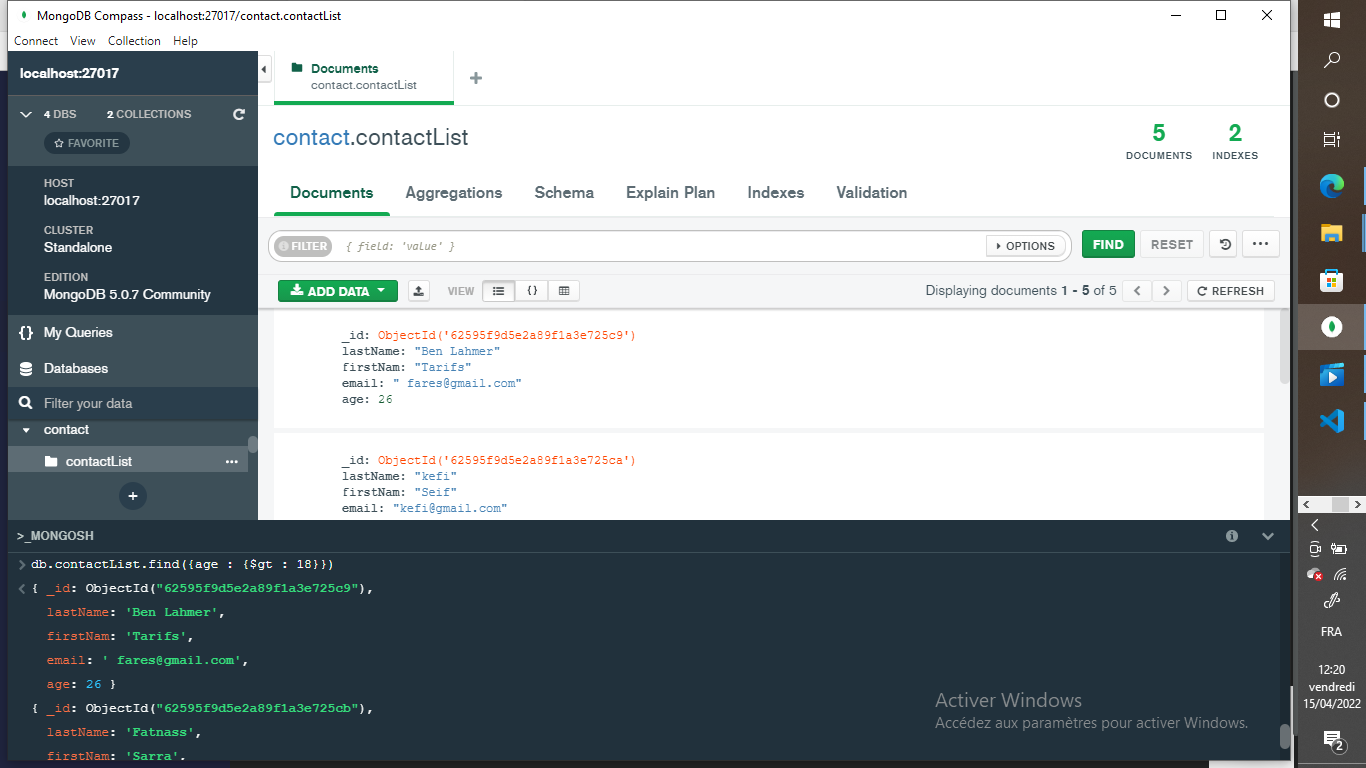 MongoDB Compass - localhost:27017/contact.contactList
Connect View Collection Help
localhost:27017
4 DBS 2 COLLECTIONS
FAVORITE
HOST
localhost:27017
CLUSTER
Standalone
EDITION
MongoDB 5.0.7 Community
{} My Queries
Databases
Filter your data
contact
contactList ...
+
Documents
contact.contactList
+
contact.contactList
5
DOCUMENTS
2
INDEXES
Documents Aggregations Schema Explain Plan Indexes Validation
FILTER { field: 'value' } OPTIONS FIND RESET ...
ADD DATA VIEW {} Displaying documents 1 - 5 of 5 < > REFRESH
_id: ObjectId('62595f9d5e2a89f1a3e725c9')
lastName: "Ben Lahmer"
firstNam: "Tarifs"
email: " fares@gmail.com"
age: 26
_id: ObjectId('62595f9d5e2a89f1a3e725ca')
lastName: "kefi"
firstNam: "Seif"
email: "kefi@gmail.com"
>_MONGOSH
> db.contactList.find({age : {$gt : 18}})
< { _id: ObjectId("62595f9d5e2a89f1a3e725c9"),
lastName: 'Ben Lahmer',
firstNam: 'Tarifs',
email: ' fares@gmail.com',
age: 26 }
{ _id: ObjectId("62595f9d5e2a89f1a3e725cb"),
lastName: 'Fatnass',
firstNam: 'Sarra',
Activer Windows
Accédez aux paramètres pour activer Windows.
FRA
12:20
vendredi
15/04/2022
2